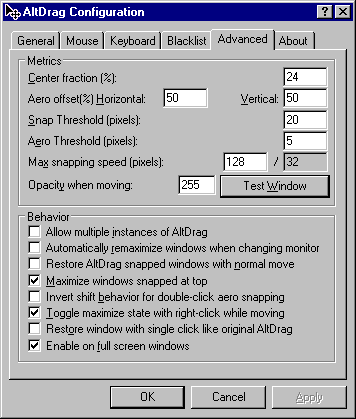 AltDrag Configuration
General Mouse Keyboard Blacklist Advanced About
Metrics
Center fraction (%): 24
Aero offset(%) Horizontal: 50 Vertical: 50
Snap Threshold (pixels): 20
Aero Threshold (pixels): 5
Max snapping speed (pixels): 128 / 32
Opacity when moving: 255 Test Window
Behavior
Allow multiple instances of AltDrag
Automatically remaximize windows when changing monitor
Restore AltDrag snapped windows with normal move
Maximize windows snapped at top
Invert shift behavior for double-click aero snapping
Toggle maximize state with right-click while moving
Restore window with single click like original AltDrag
Enable on full screen windows
OK Cancel Apply